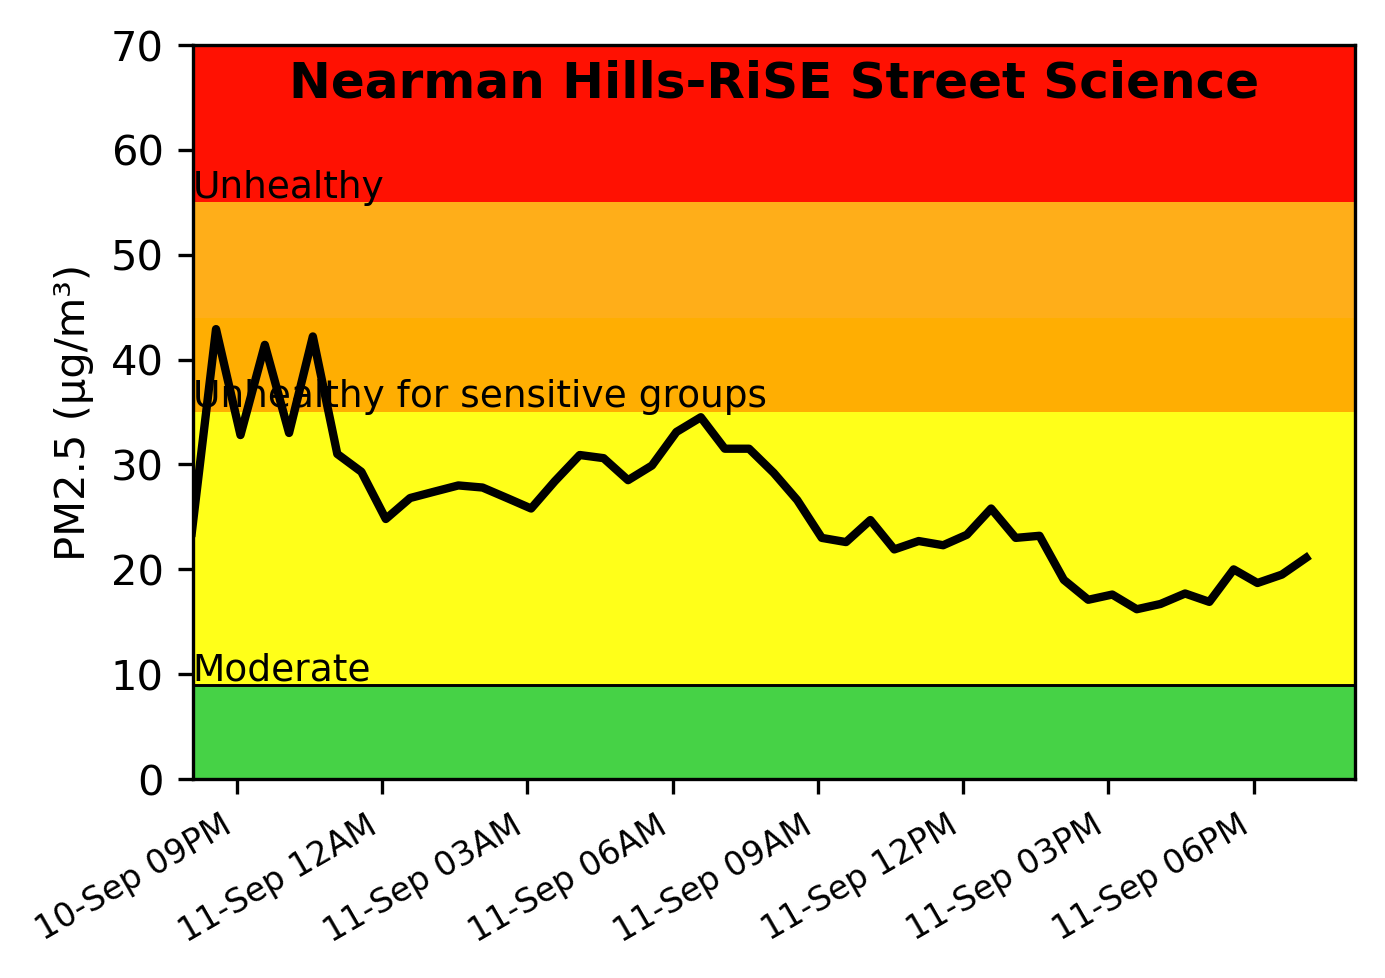 Nearman Hills-RiSE Street Science
70
60
50
40
30
20
10
0
PM2.5 (µg/m³)
Unhealthy
Unhealthy for sensitive groups
Moderate
10-Sep 09PM
11-Sep 12AM
11-Sep 03AM
11-Sep 06AM
11-Sep 09AM
11-Sep 12PM
11-Sep 03PM
11-Sep 06PM